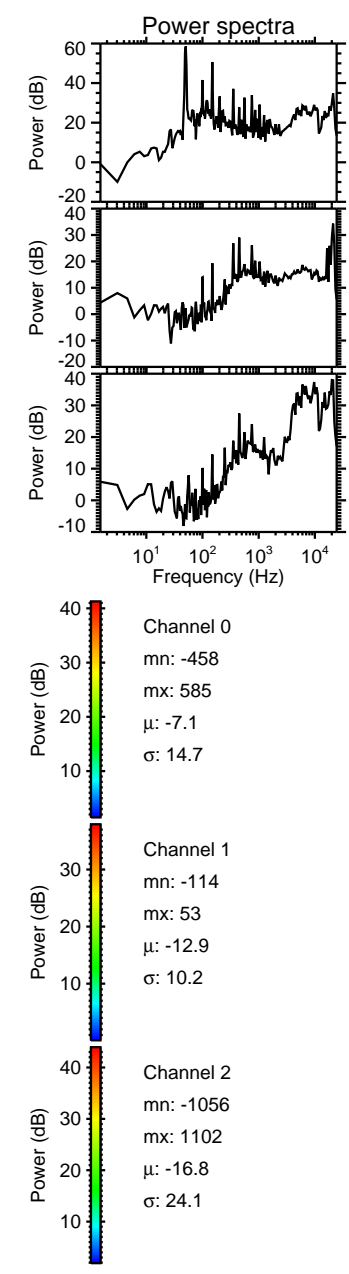 Power spectra
60
40
20
0
-20
Power (dB)
40
30
20
10
0
-10
-20
Power (dB)
40
30
20
10
0
-10
Power (dB)
10¹ 10² 10³ 10⁴
Frequency (Hz)
40
30
20
10
Power (dB)
Channel 0
mn: -458
mx: 585
μ: -7.1
σ: 14.7
30
20
10
Power (dB)
Channel 1
mn: -114
mx: 53
μ: -12.9
σ: 10.2
40
30
20
10
Power (dB)
Channel 2
mn: -1056
mx: 1102
μ: -16.8
σ: 24.1